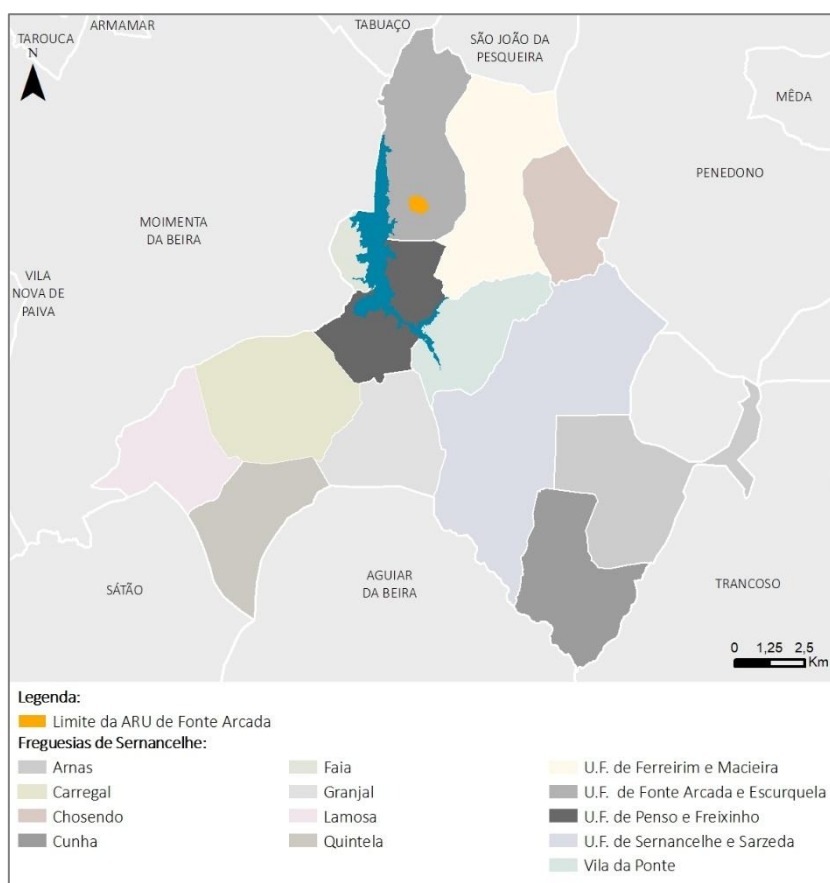 TAROUCA
ARMAMAR
TABUAÇO
SÃO JOÃO DA
PESQUEIRA
N
MÊDA
PENEDONO
MOIMENTA
DA BEIRA
VILA
NOVA DE
PAIVA
SÁTÃO
AGUIAR
DA BEIRA
TRANCOSO
0 1,25 2,5
Km
Legenda:
Limite da ARU de Fonte Arcada
Freguesias de Sernancelhe:
Arnas
Carregal
Chosendo
Cunha
Faia
Granjal
Lamosa
Quintela
U.F. de Ferreirim e Macieira
U.F. de Fonte Arcada e Escurquela
U.F. de Penso e Freixinho
U.F. de Sernancelhe e Sarzeda
Vila da Ponte